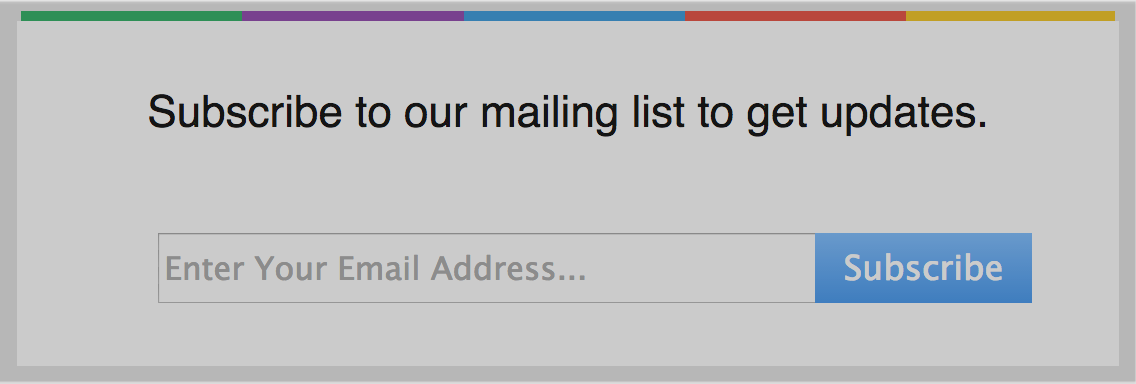 Subscribe to our mailing list to get updates.
Enter Your Email Address...
Subscribe